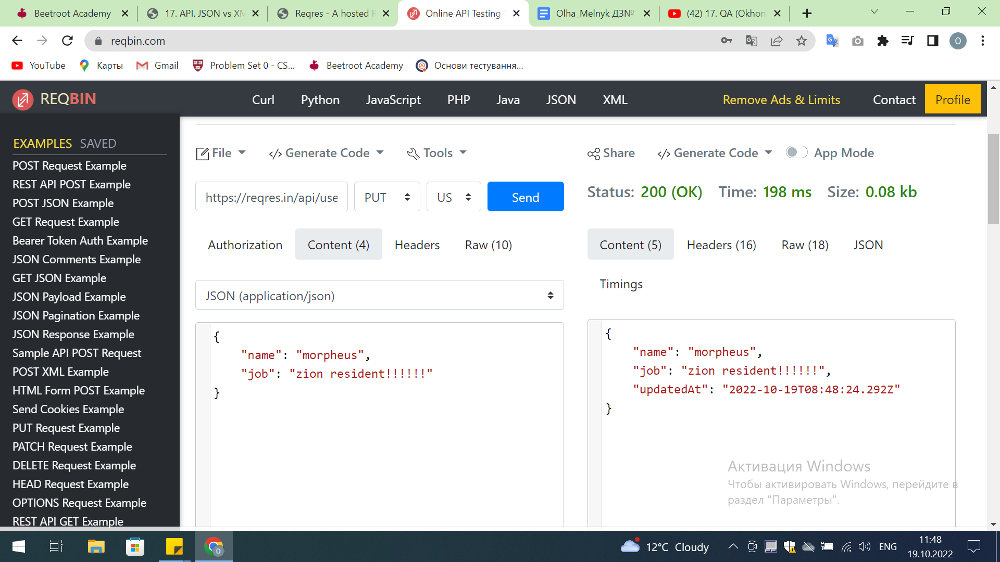 Beetroot Academy
17. API. JSON vs XM
Reqres - A hosted R
Online API Testing T
Olha_Melnyk ДЗ№
(42) 17. QA (Okhon
reqbin.com
O
YouTube
Карты
Gmail
Problem Set 0 - CS...
Beetroot Academy
Основи тестування...
REQBIN
Curl
Python
JavaScript
PHP
Java
JSON
XML
Remove Ads & Limits
Contact
Profile
EXAMPLES SAVED
POST Request Example
REST API POST Example
POST JSON Example
GET Request Example
Bearer Token Auth Example
JSON Comments Example
GET JSON Example
JSON Payload Example
JSON Pagination Example
JSON Response Example
Sample API POST Request
POST XML Example
HTML Form POST Example
Send Cookies Example
PUT Request Example
PATCH Request Example
DELETE Request Example
HEAD Request Example
OPTIONS Request Example
REST API GET Example
File
</> Generate Code
Tools
https://reqres.in/api/use
PUT
US
Send
Authorization
Content (4)
Headers
Raw (10)
JSON (application/json)
{
"name": "morpheus",
"job": "zion resident!!!!!!"
}
Share
</> Generate Code
App Mode
Status: 200 (OK) Time: 198 ms Size: 0.08 kb
Content (5)
Headers (16)
Raw (18)
JSON
Timings
{
"name": "morpheus",
"job": "zion resident!!!!!!",
"updatedAt": "2022-10-19T08:48:24.292Z"
}
Активация Windows
Чтобы активировать Windows, перейдите в
раздел "Параметры".
12°C Cloudy
ENG
11:48
19.10.2022